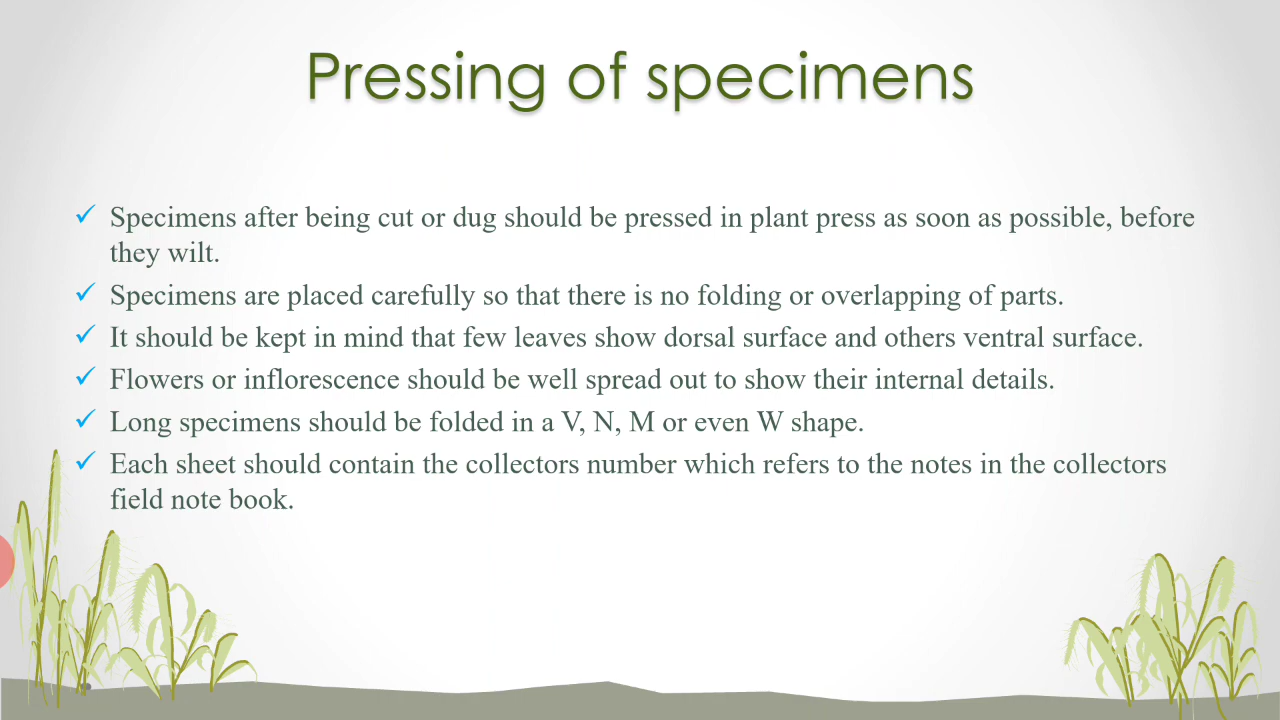 Pressing of specimens
✓ Specimens after being cut or dug should be pressed in plant press as soon as possible, before
they wilt.
✓ Specimens are placed carefully so that there is no folding or overlapping of parts.
✓ It should be kept in mind that few leaves show dorsal surface and others ventral surface.
✓ Flowers or inflorescence should be well spread out to show their internal details.
✓ Long specimens should be folded in a V, N, M or even W shape.
✓ Each sheet should contain the collectors number which refers to the notes in the collectors
field note book.